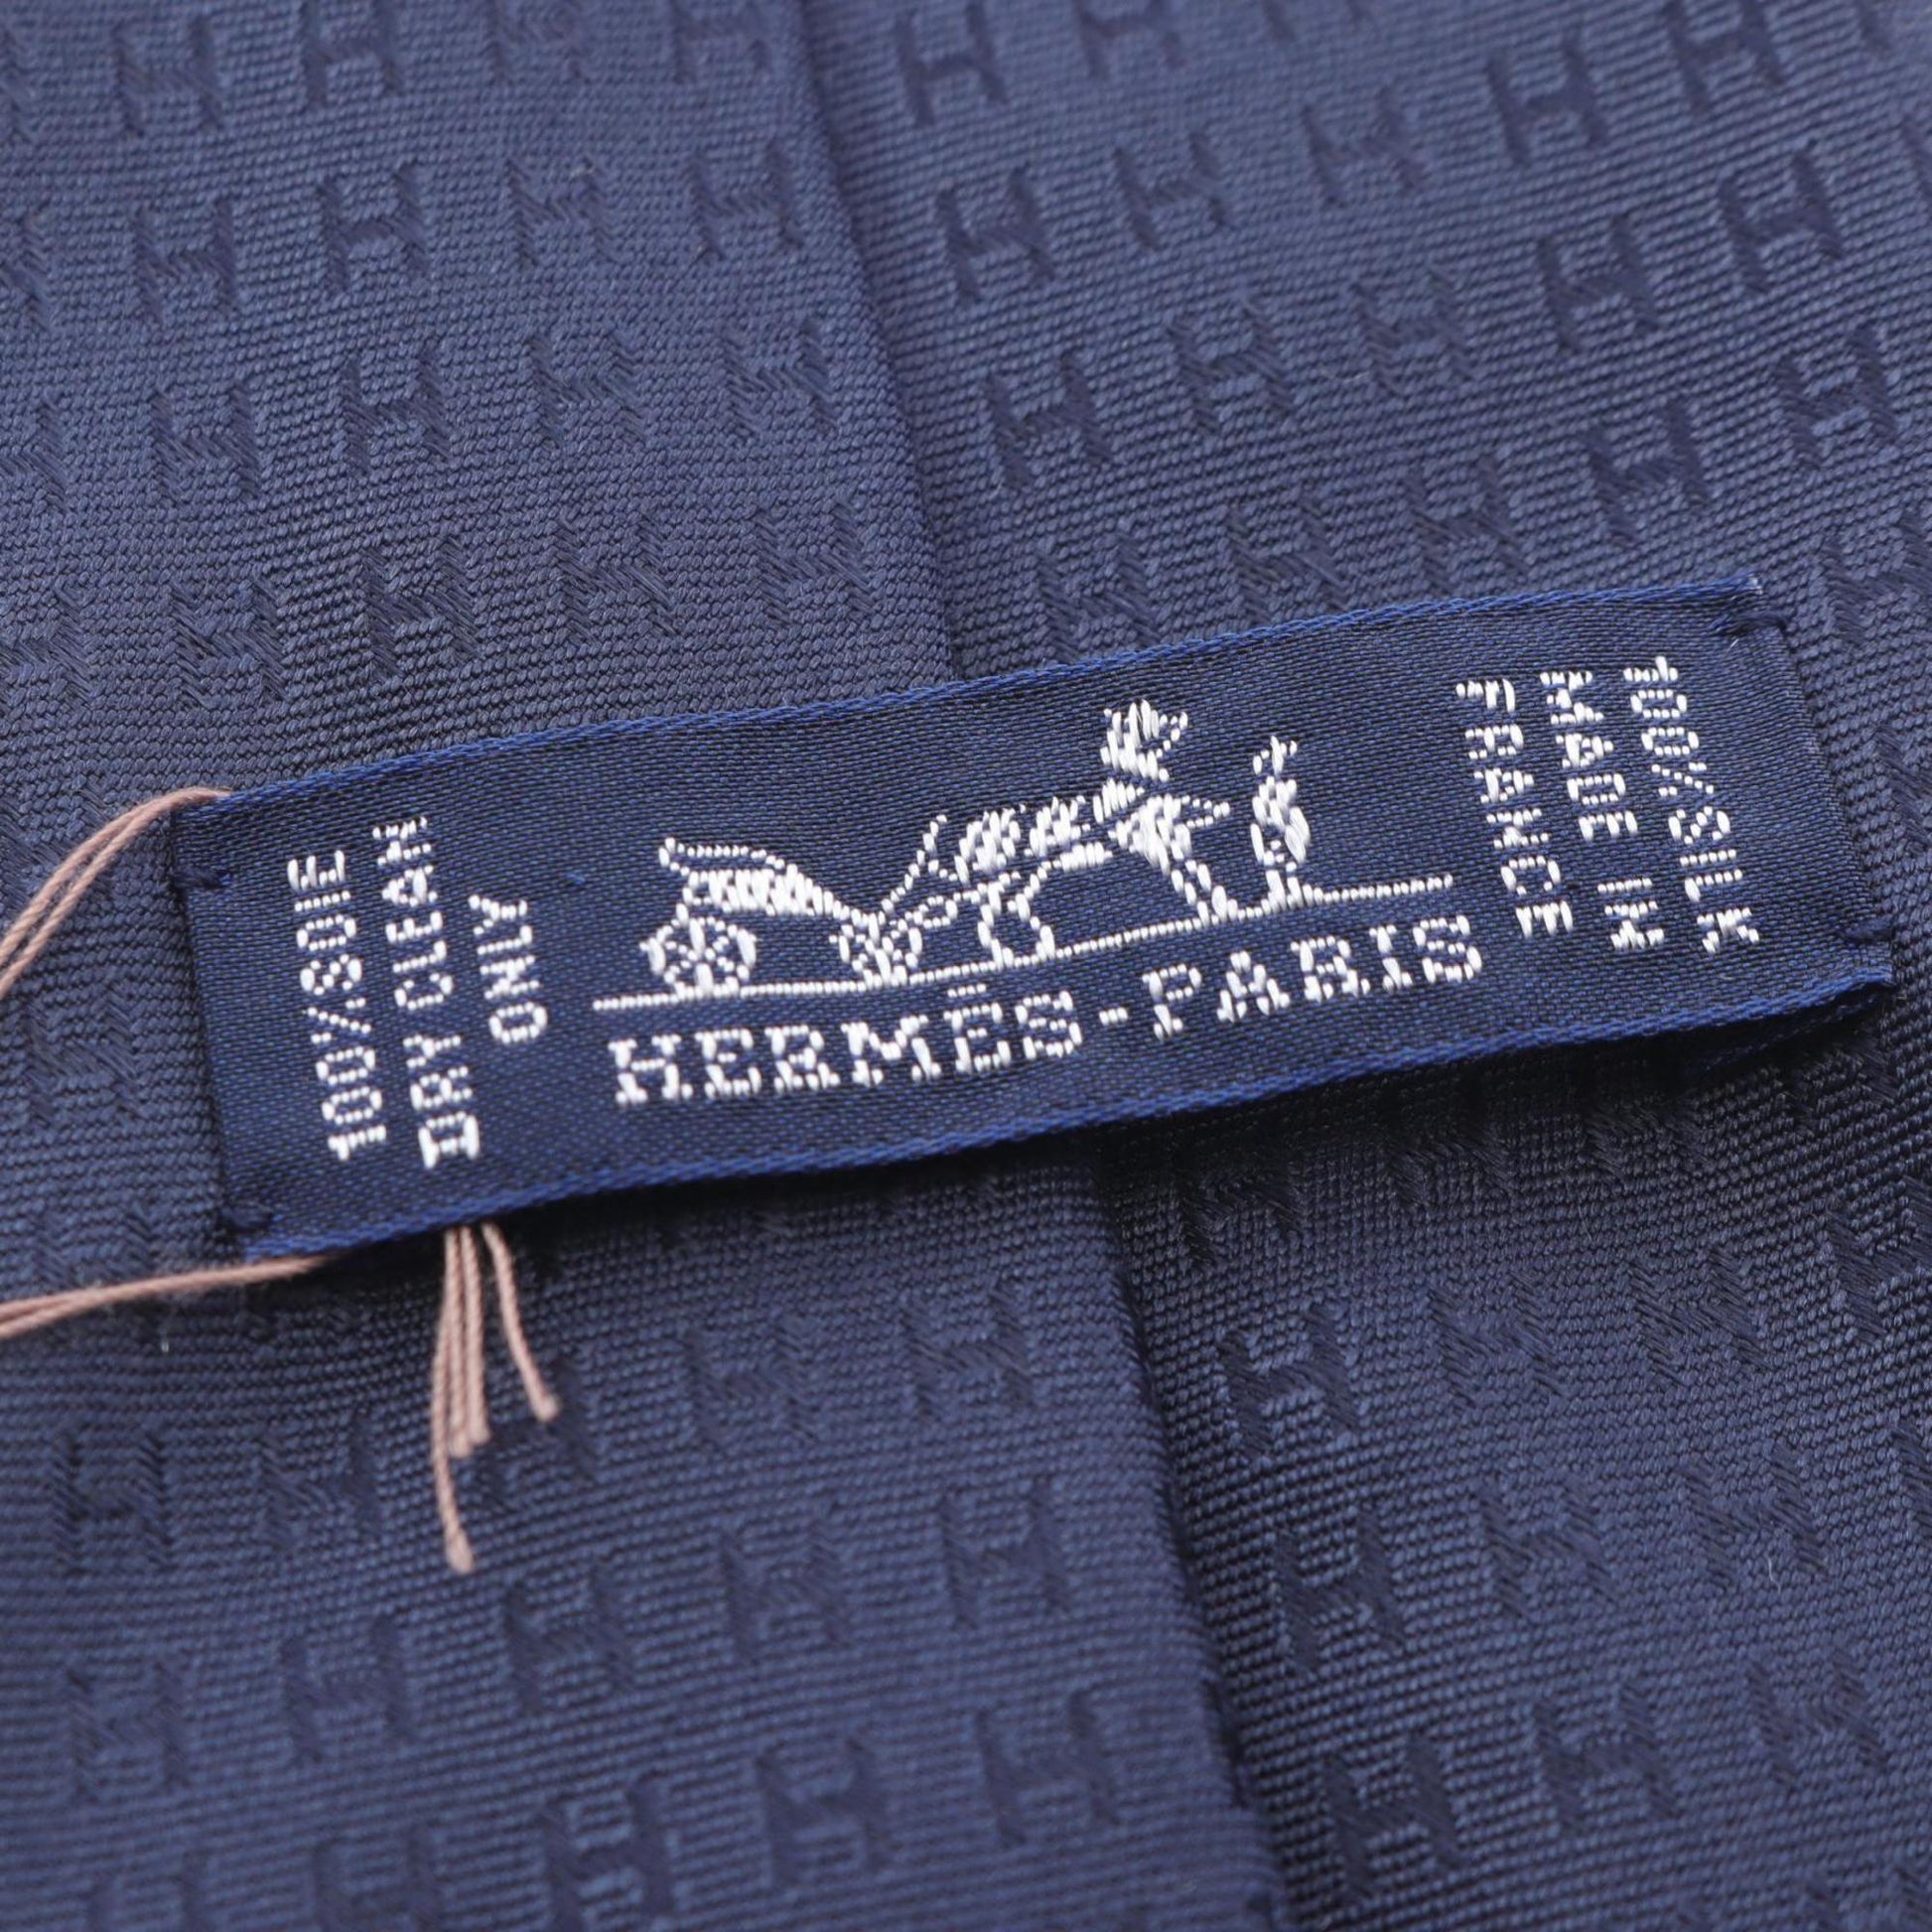 100%SOIE
DRY CLEAN
ONLY
HERMÈS-PARIS
100%SILK
MADE IN
FRANCE